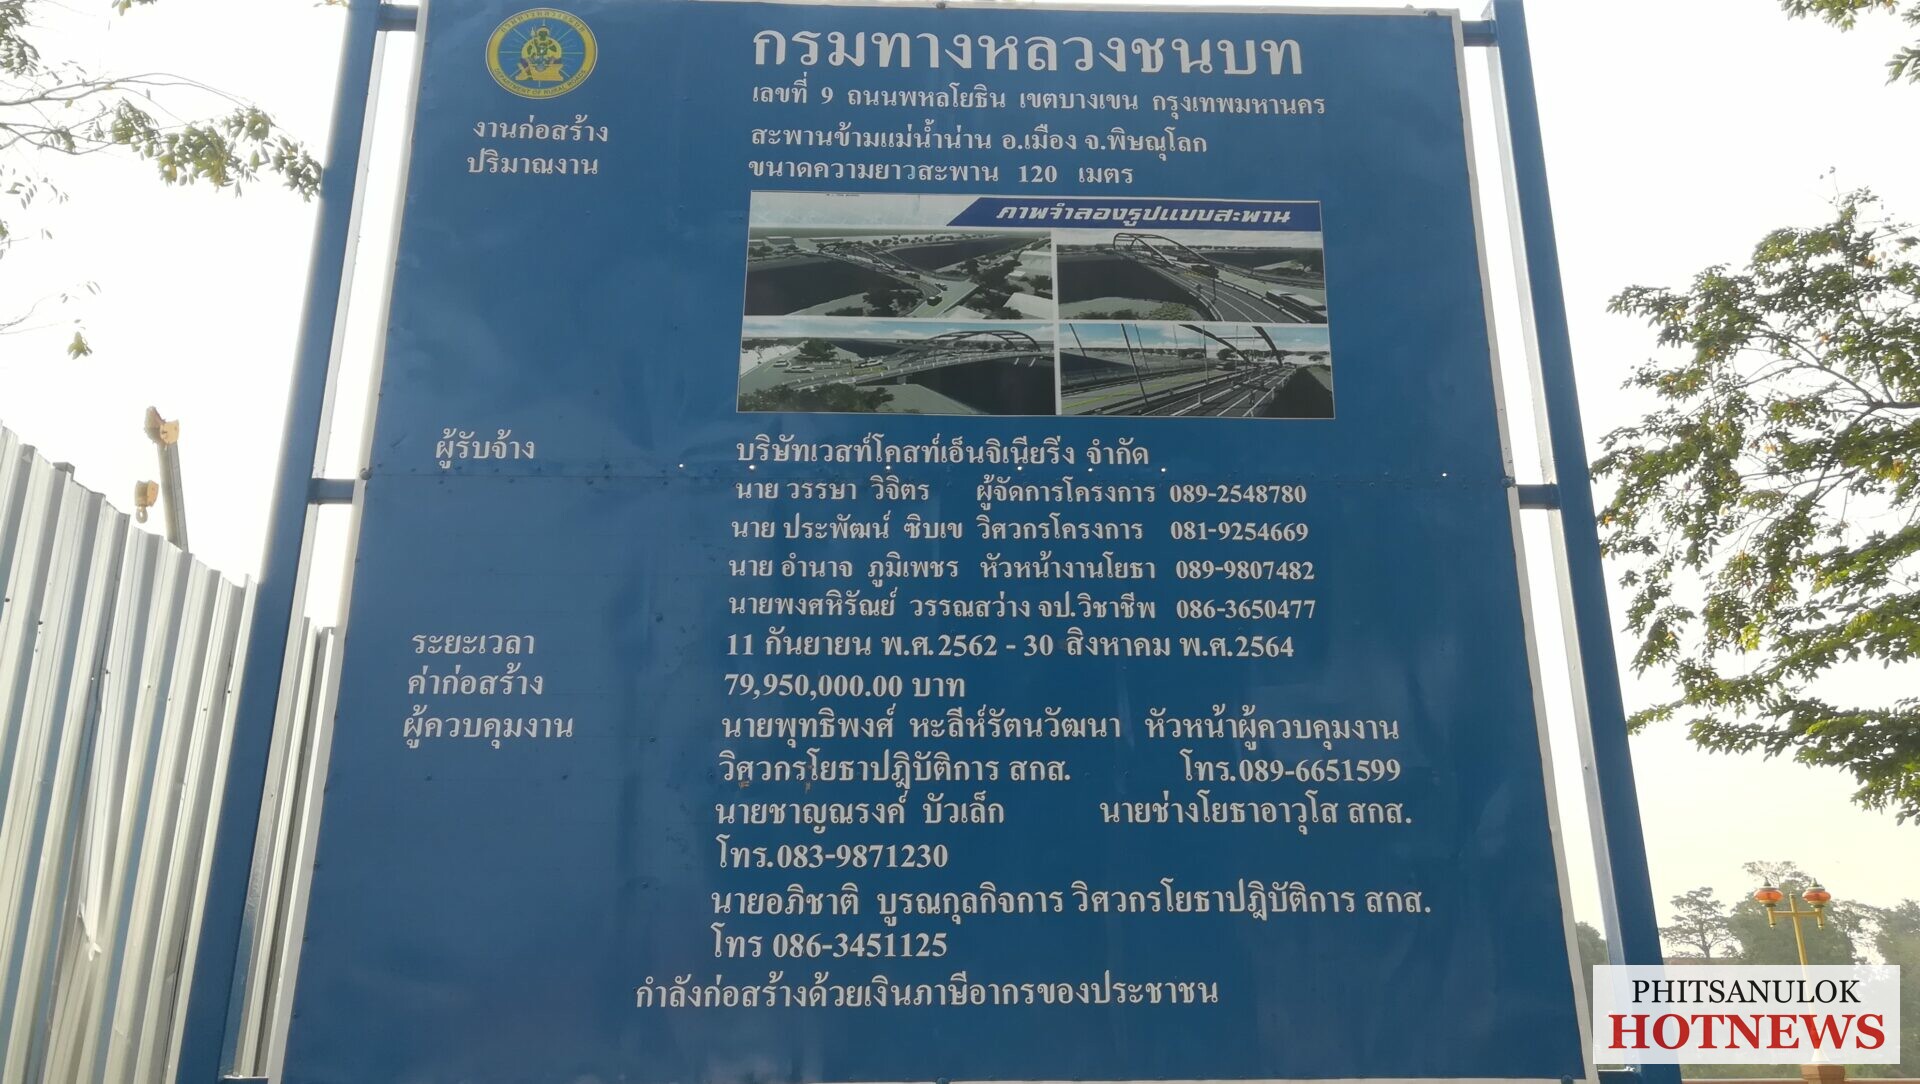 กรมทางหลวงชนบท
เลขที่ 9 ถนนพหลโยธิน เขตบางเขน กรุงเทพมหานคร
งานก่อสร้าง สะพานข้ามแม่น้ำน่าน อ.เมือง จ.พิษณุโลก
ปริมาณงาน ขนาดความยาวสะพาน 120 เมตร
ภาพจำลองรูปแบบสะพาน
ผู้รับจ้าง บริษัทเวสท์โคสท์เอ็นจิเนียริ่ง จำกัด
นาย วรรษา วิจิตร ผู้จัดการโครงการ 089-2548780
นาย ประพัฒน์ ซิบเข วิศวกรโครงการ 081-9254669
นาย อำนาจ ภูมิเพชร หัวหน้างานโยธา 089-9807482
นายพงศหิรัณย์ วรรณสว่าง จป.วิชาชีพ 086-3650477
ระยะเวลา 11 กันยายน พ.ศ.2562 - 30 สิงหาคม พ.ศ.2564
ค่าก่อสร้าง 79,950,000.00 บาท
ผู้ควบคุมงาน นายพุทธิพงศ์ หะลีห์รัตนวัฒนา หัวหน้าผู้ควบคุมงาน
วิศวกรโยธาปฎิบัติการ สกส. โทร.089-6651599
นายชาญณรงค์ บัวเล็ก นายช่างโยธาอาวุโส สกส.
โทร.083-9871230
นายอภิชาติ บูรณกุลกิจการ วิศวกรโยธาปฎิบัติการ สกส.
โทร 086-3451125
กำลังก่อสร้างด้วยเงินภาษีอากรของประชาชน
PHITSANULOK
HOTNEWS